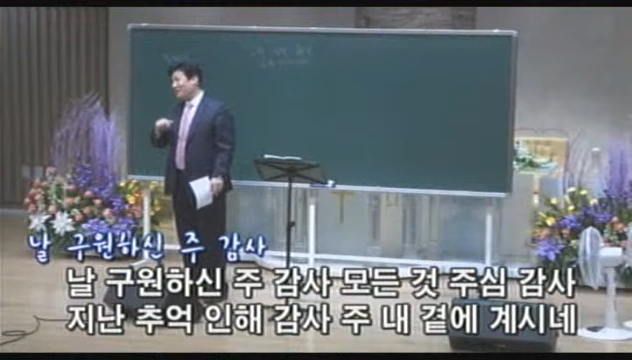 날 구원하신 주 감사
날 구원하신 주 감사 모든 것 주심 감사
지난 추억 인해 감사 주 내 곁에 계시네